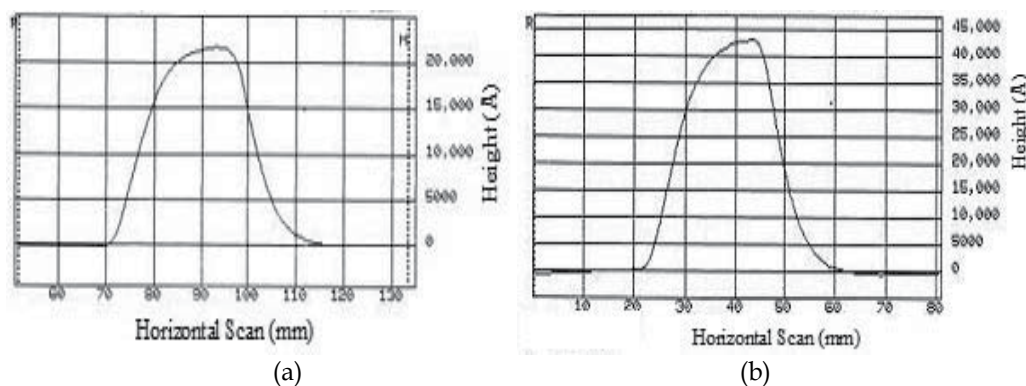 R
20,000
15,000
10,000
5000
0
60 70 80 90 100 110 120 130
Height (Å)
Horizontal Scan (mm)
(a)
R
45,000
40,000
35,000
30,000
25,000
20,000
15,000
10,000
5000
0
0 10 20 30 40 50 60 70 80
Height (Å)
Horizontal Scan (mm)
(b)